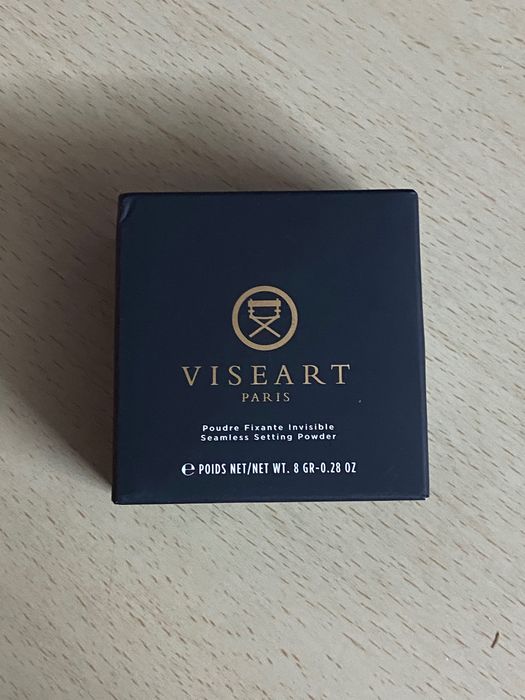 VISEART
PARIS
Poudre Fixante Invisible
Seamless Setting Powder
℮ POIDS NET/NET WT. 8 GR-0.28 OZ